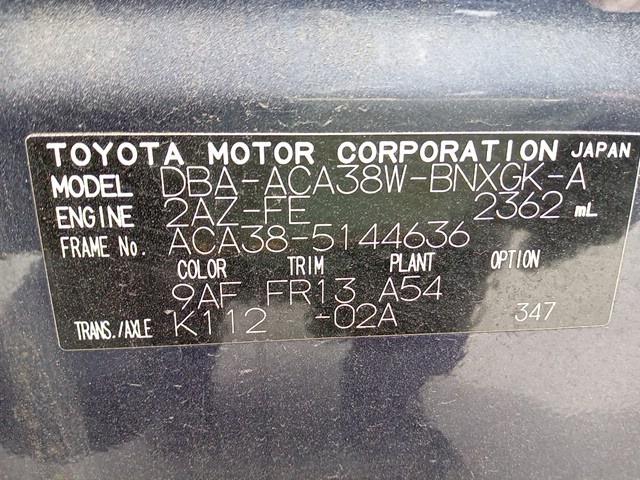 TOYOTA MOTOR CORPORATION JAPAN
MODEL DBA-ACA38W-BNXGK-A
ENGINE 2AZ-FE 2362 mL
FRAME No. ACA38-5144636
COLOR TRIM PLANT OPTION
9AF FR13 A54
TRANS./AXLE K112 -02A 347